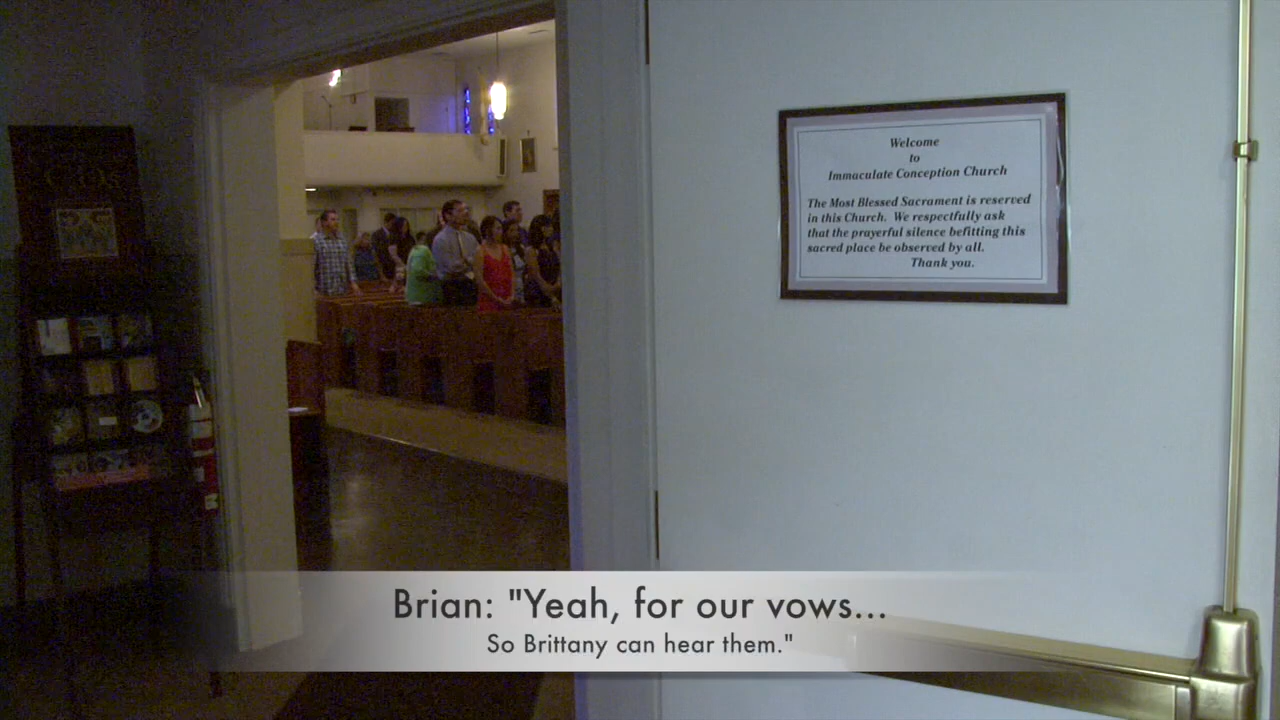 Welcome
to
Immaculate Conception Church
The Most Blessed Sacrament is reserved
in this Church. We respectfully ask
that the prayerful silence befitting this
sacred place be observed by all.
Thank you.
Brian: "Yeah, for our vows...
So Brittany can hear them."